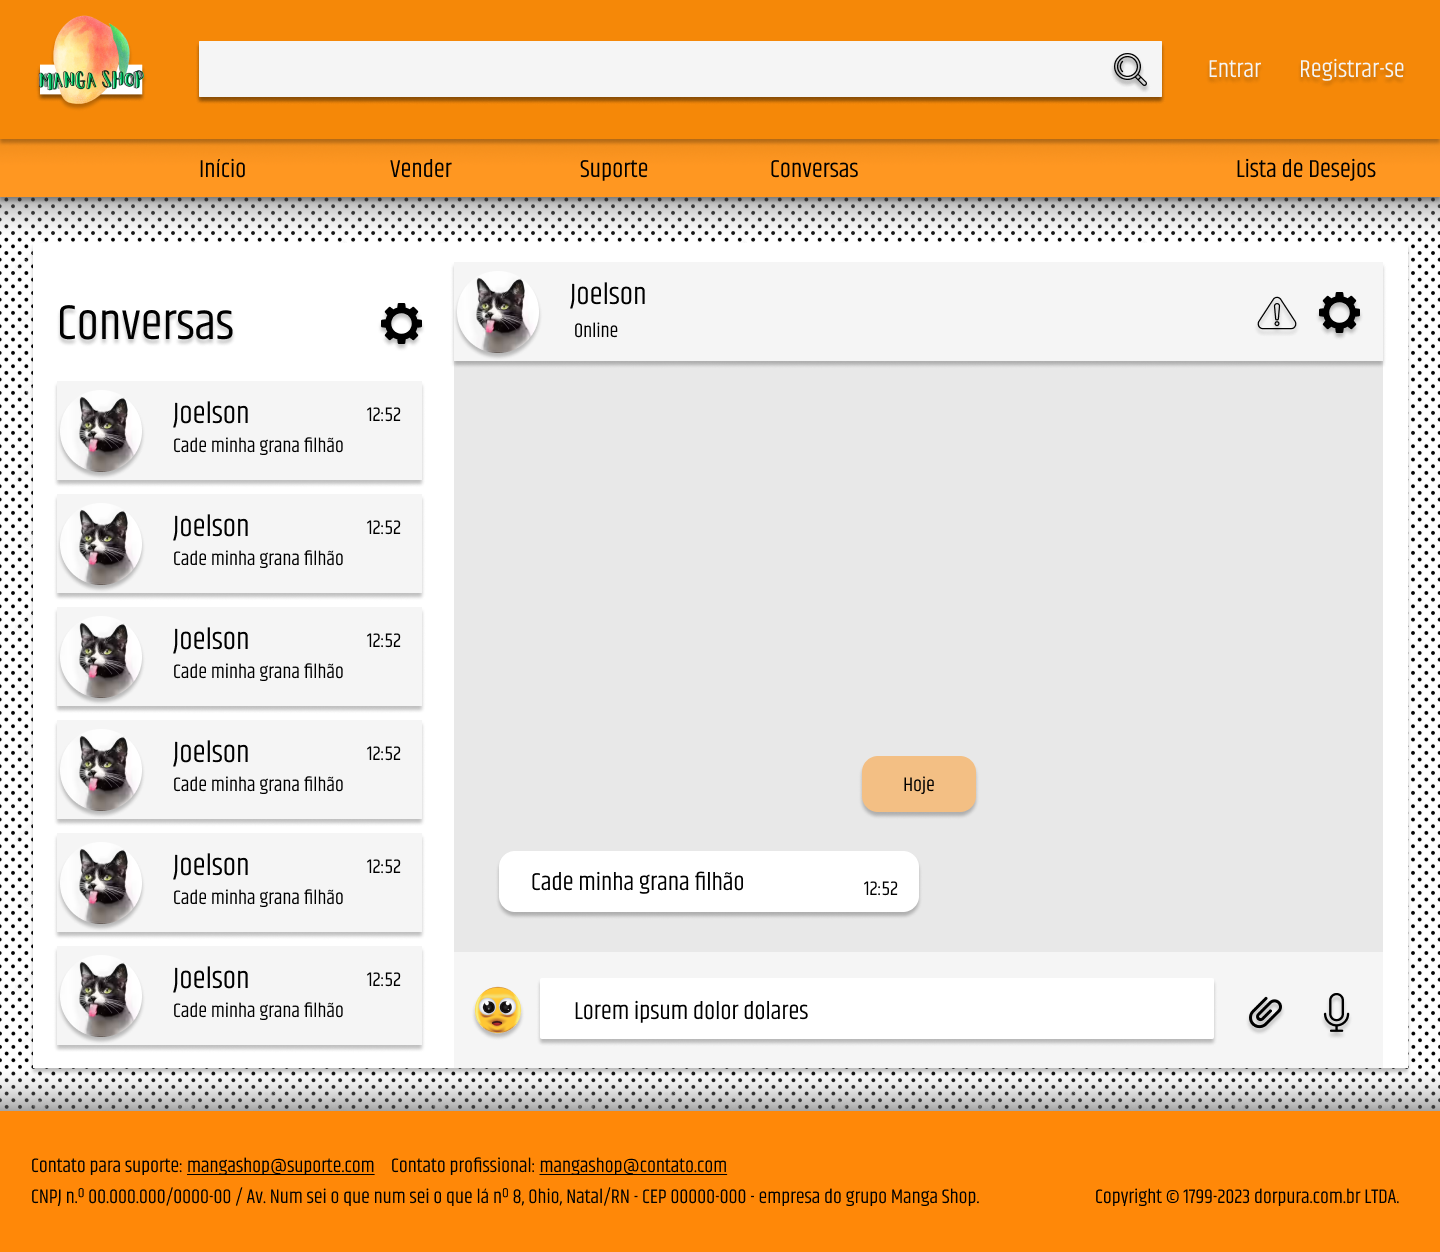 MANGA SHOP
Entrar
Registrar-se
Início
Vender
Suporte
Conversas
Lista de Desejos
Conversas
Joelson
12:52
Cade minha grana filhão
Joelson
12:52
Cade minha grana filhão
Joelson
12:52
Cade minha grana filhão
Joelson
12:52
Cade minha grana filhão
Joelson
12:52
Cade minha grana filhão
Joelson
12:52
Cade minha grana filhão
Joelson
Online
Hoje
Cade minha grana filhão
12:52
Lorem ipsum dolor dolares
Contato para suporte: mangashop@suporte.com Contato profissional: mangashop@contato.com
CNPJ n.º 00.000.000/0000-00 / Av. Num sei o que num sei o que lá nº 8, Ohio, Natal/RN - CEP 00000-000 - empresa do grupo Manga Shop.
Copyright © 1799-2023 dorpura.com.br LTDA.